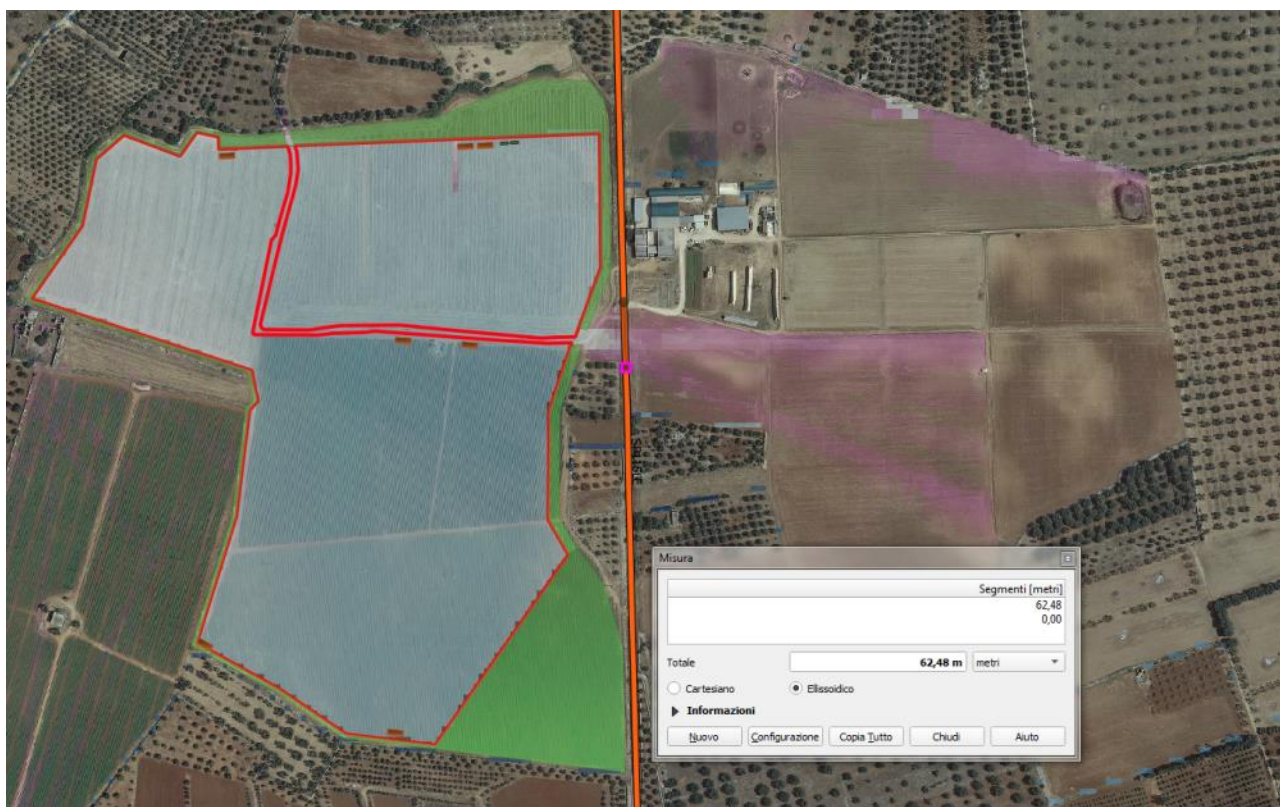 Misura
Segmenti [metri]
62,48
0,00
Totale
62,48 m
metri
Cartesiano
Ellissoidico
Informazioni
Nuovo
Configurazione
Copia Tutto
Chiudi
Aiuto